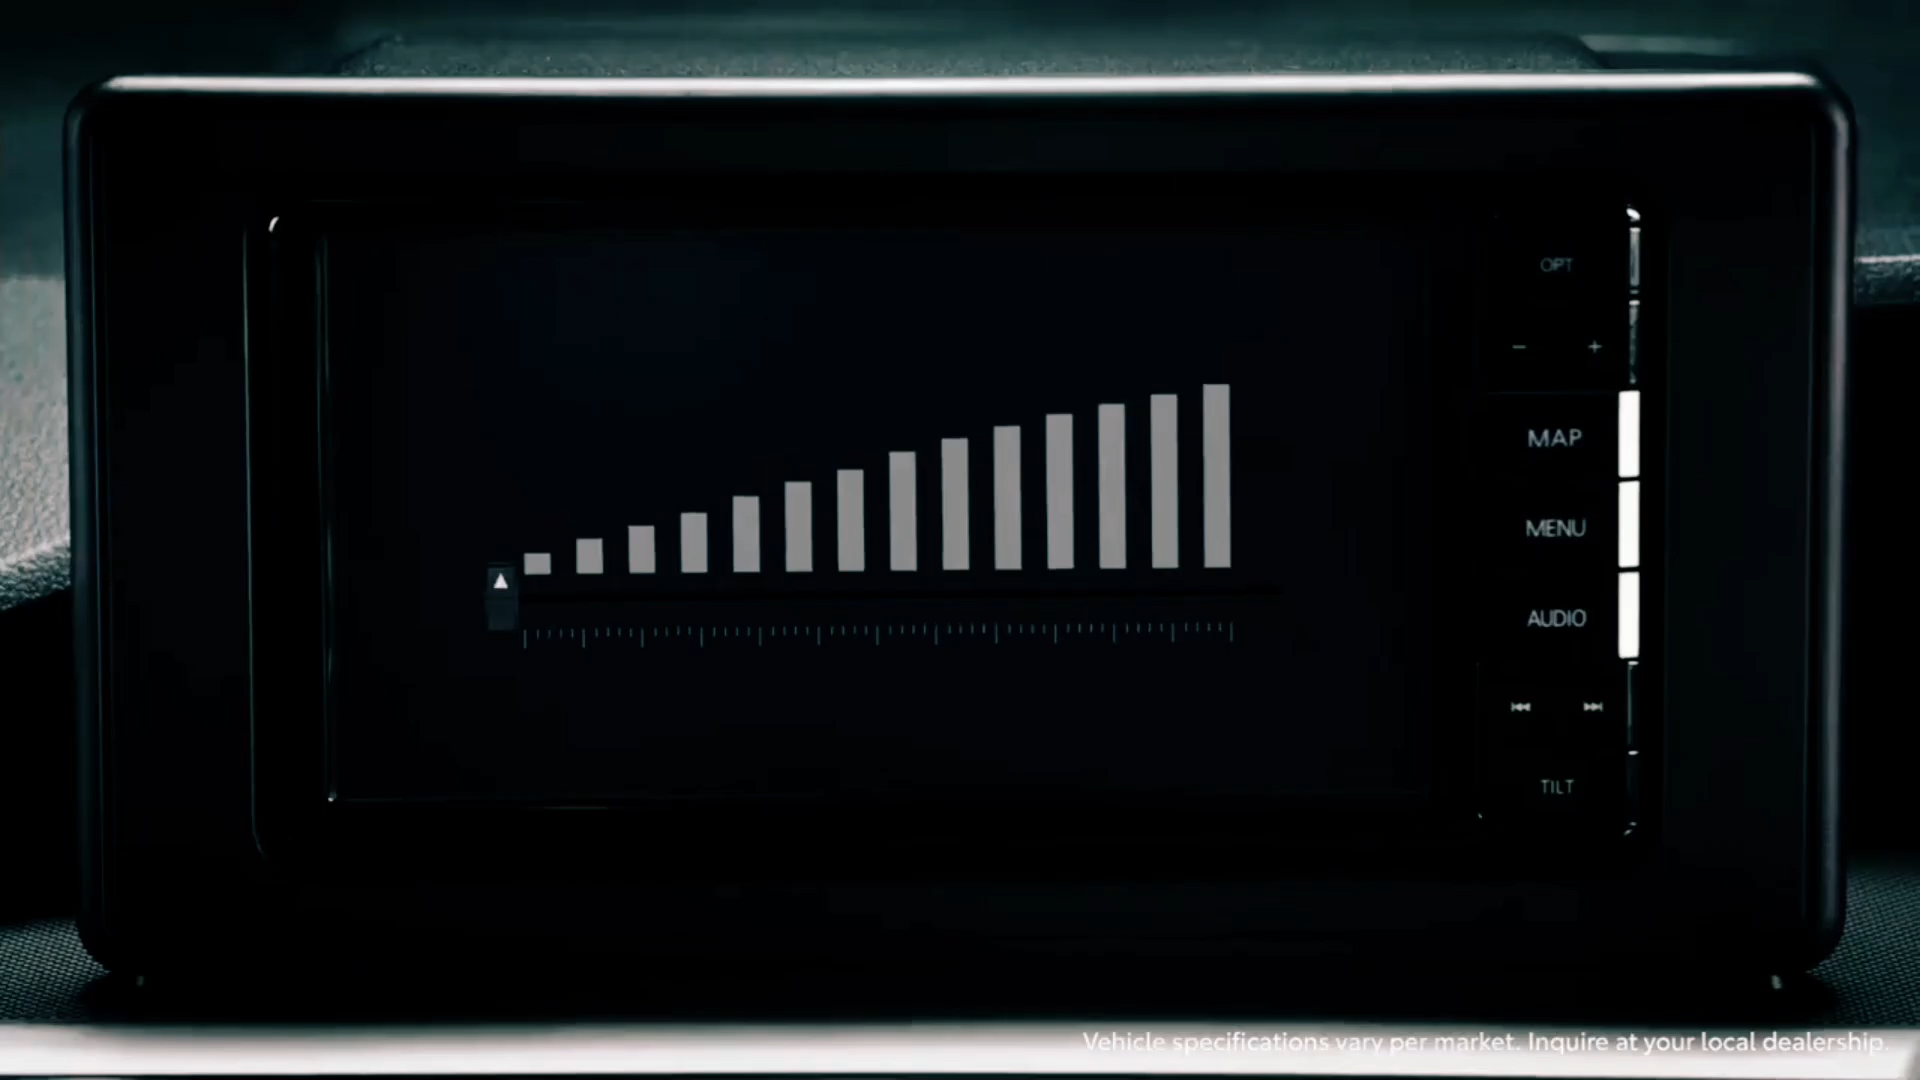 OPT
− +
MAP
MENU
AUDIO
TILT
Vehicle specifications vary per market. Inquire at your local dealership.